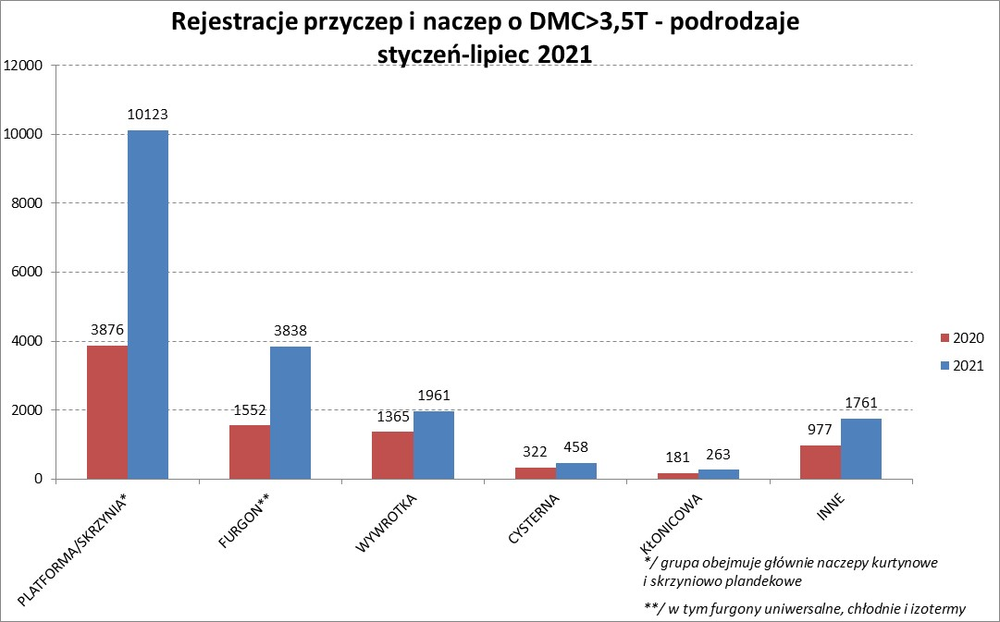 Rejestracje przyczep i naczep o DMC>3,5T - podrodzaje
styczeń-lipiec 2021
12000
10000
8000
6000
4000
2000
0
3876
10123
1552
3838
1365
1961
322
458
181
263
977
1761
PLATFORMA/SKRZYNIA*
FURGON**
WYWROTKA
CYSTERNA
KŁONICOWA
INNE
2020
2021
*/ grupa obejmuje głównie naczepy kurtynowe
i skrzyniowo plandekowe
**/ w tym furgony uniwersalne, chłodnie i izotermy